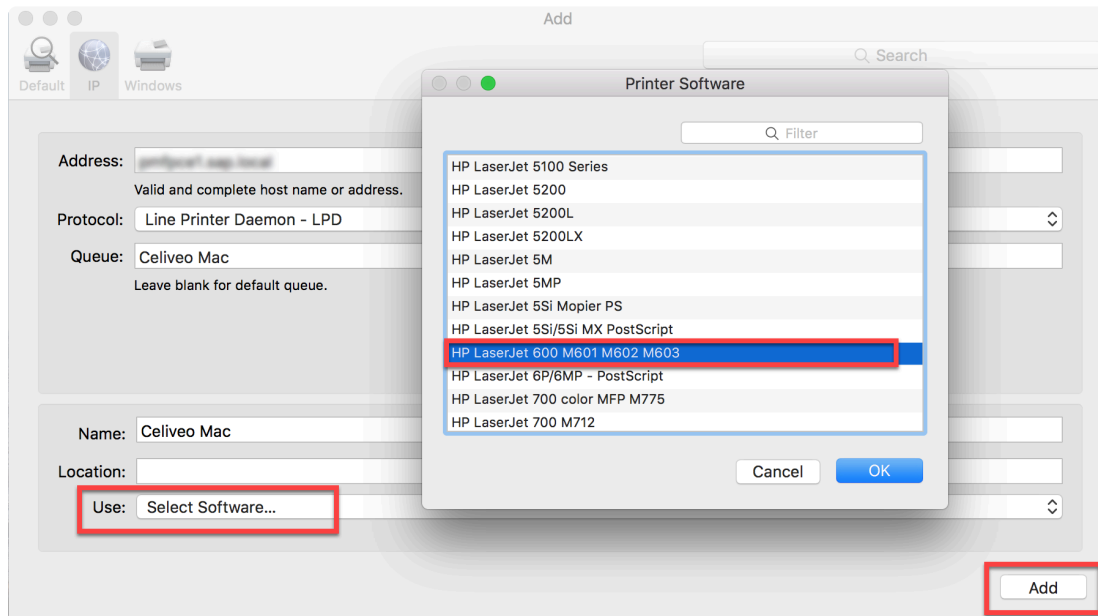 Add
Search
Default IP Windows
Printer Software
Filter
Address:
Valid and complete host name or address.
Protocol: Line Printer Daemon - LPD
Queue: Celiveo Mac
Leave blank for default queue.
HP LaserJet 5100 Series
HP LaserJet 5200
HP LaserJet 5200L
HP LaserJet 5200LX
HP LaserJet 5M
HP LaserJet 5MP
HP LaserJet 5Si Mopier PS
HP LaserJet 5Si/5Si MX PostScript
HP LaserJet 600 M601 M602 M603
HP LaserJet 6P/6MP - PostScript
HP LaserJet 700 color MFP M775
HP LaserJet 700 M712
Cancel OK
Name: Celiveo Mac
Location:
Use: Select Software...
Add